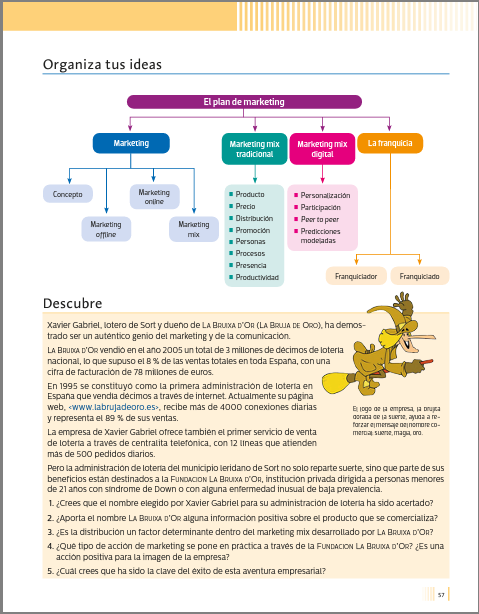 Organiza tus ideas
El plan de marketing
Marketing
Marketing mix
tradicional
Marketing mix
digital
La franquicia
Concepto
Marketing
offline
Marketing
online
Marketing
mix
Producto
Precio
Distribución
Promoción
Personas
Procesos
Presencia
Productividad
Personalización
Participación
Peer to peer
Predicciones
modeladas
Franquiciador
Franquiciado
Descubre
Xavier Gabriel, lotero de Sort y dueño de LA BRUIXA D'OR (LA BRUJA DE ORO), ha demos-
trado ser un auténtico genio del marketing y de la comunicación.
LA BRUIXA D'OR vendió en el año 2005 un total de 3 millones de décimos de lotería
nacional, lo que supuso el 8 % de las ventas totales en toda España, con una
cifra de facturación de 78 millones de euros.
En 1995 se constituyó como la primera administración de lotería en
España que vendía décimos a través de internet. Actualmente su página
web, <www.labrujadeoro.es>, recibe más de 4000 conexiones diarias
y representa el 89 % de sus ventas.
La empresa de Xavier Gabriel ofrece también el primer servicio de venta
de lotería a través de centralita telefónica, con 12 líneas que atienden
más de 500 pedidos diarios.
El logo de la empresa, la bruja
dorada de la suerte, ayuda a re-
forzar el mensaje del nombre co-
mercial; suerte, magia, oro.
Pero la administración de lotería del municipio leridano de Sort no solo reparte suerte, sino que parte de sus
beneficios están destinados a la FUNDACION LA BRUIXA D'OR, institución privada dirigida a personas menores
de 21 años con síndrome de Down o con alguna enfermedad inusual de baja prevalencia.
1. ¿Crees que el nombre elegido por Xavier Gabriel para su administración de lotería ha sido acertado?
2. ¿Aporta el nombre LA BRUIXA D'OR alguna información positiva sobre el producto que se comercializa?
3. ¿Es la distribución un factor determinante dentro del marketing mix desarrollado por LA BRUIXA D'OR?
4. ¿Qué tipo de acción de marketing se pone en práctica a través de la FUNDACION LA BRUIXA D'OR? ¿Es una
acción positiva para la imagen de la empresa?
5. ¿Cuál crees que ha sido la clave del éxito de esta aventura empresarial?
57